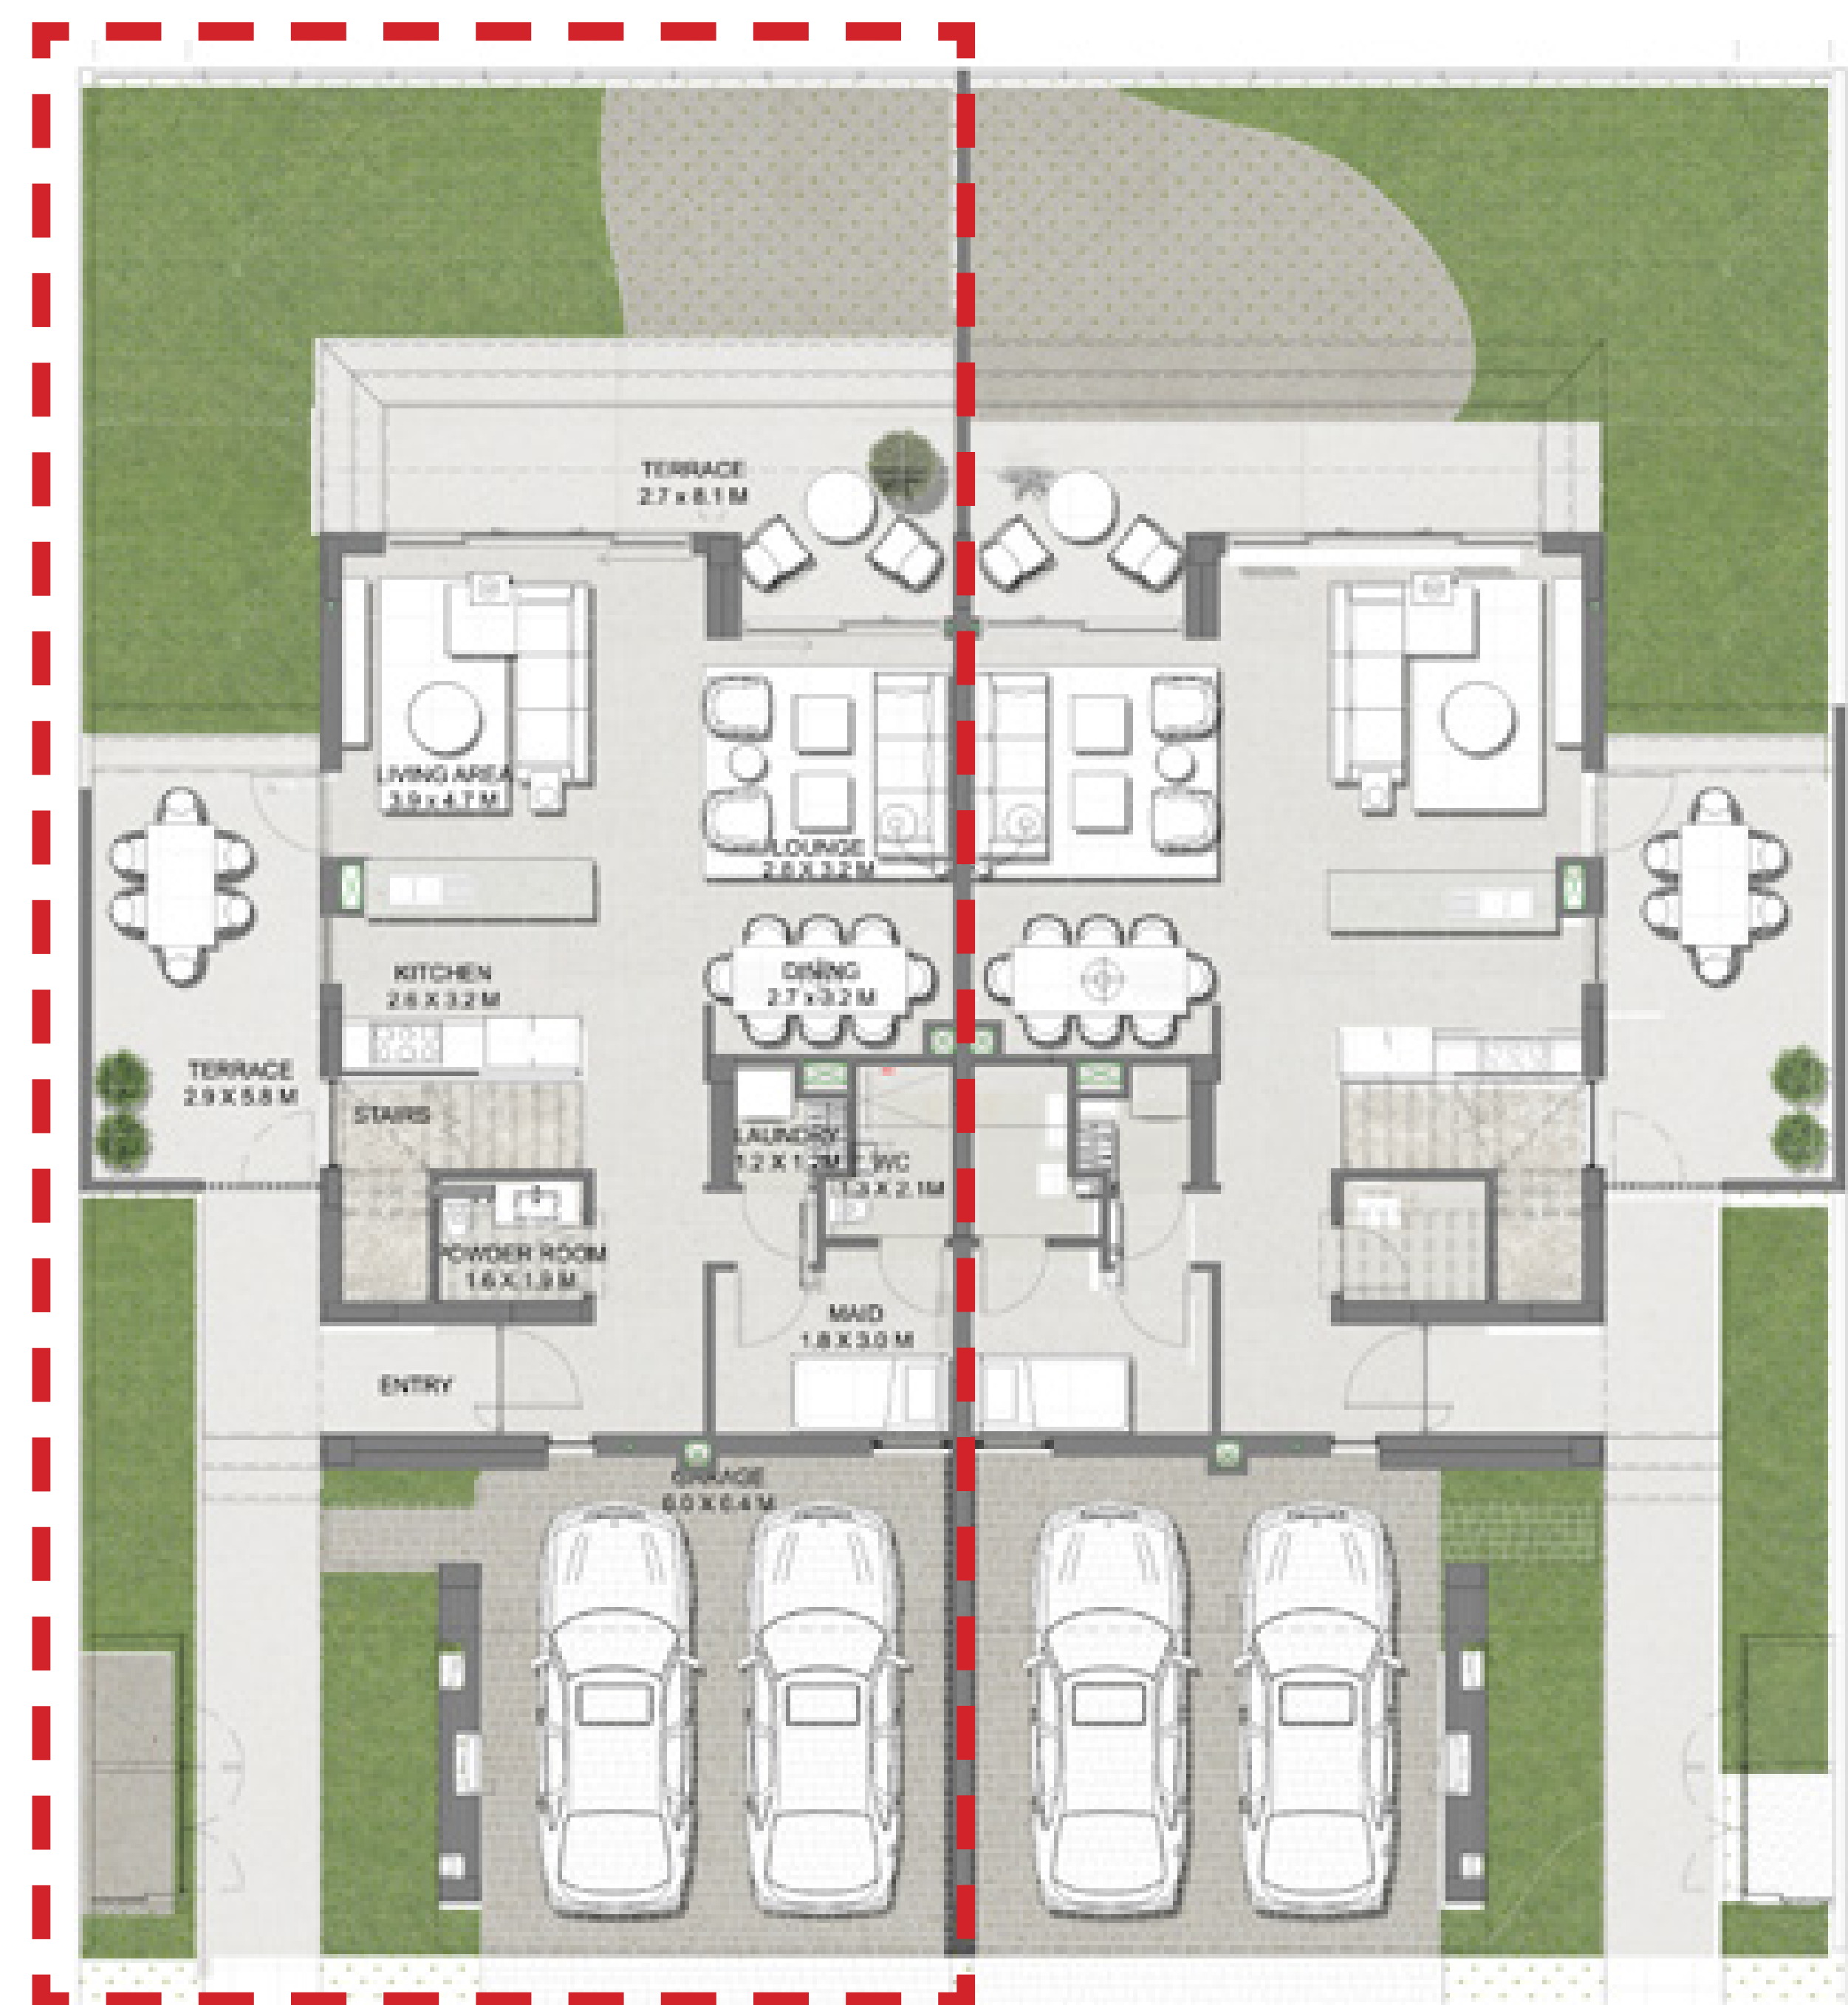 TERRACE
2.7 x 8.1 M
LIVING AREA
3.9 x 4.7 M
LOUNGE
2.8 X 3.2 M
DINING
2.7 x 3.2 M
KITCHEN
2.6 X 3.2 M
TERRACE
2.9 X 5.8 M
STAIRS
LAUNDRY
1.2 X 1.2M
WC
1.3 X 2.1M
POWDER ROOM
1.6 X 1.9 M
MAID
1.8 X 3.0 M
ENTRY
GARAGE
6.0 X 6.4 M